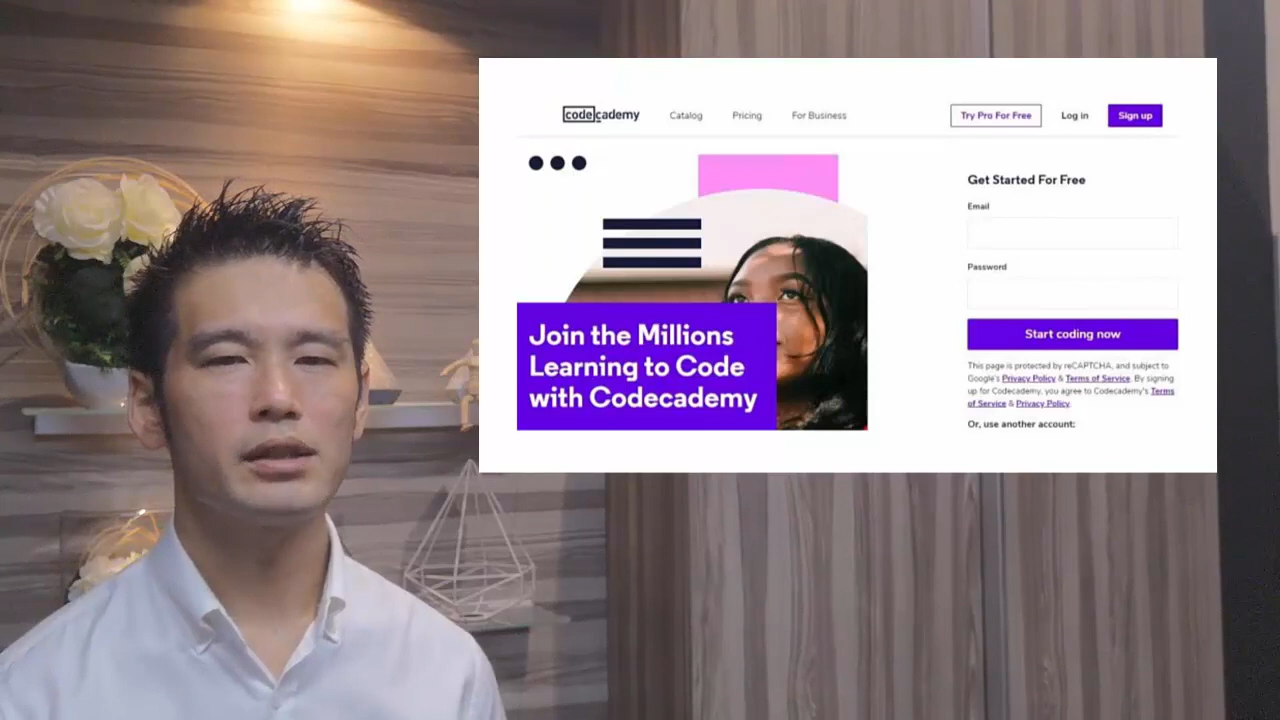 codecademy
Catalog
Pricing
For Business
Try Pro For Free
Log in
Sign up
Join the Millions
Learning to Code
with Codecademy
Get Started For Free
Email
Password
Start coding now
This page is protected by reCAPTCHA, and subject to
Google's Privacy Policy & Terms of Service. By signing
up for Codecademy, you agree to Codecademy's Terms
of Service & Privacy Policy.
Or, use another account: